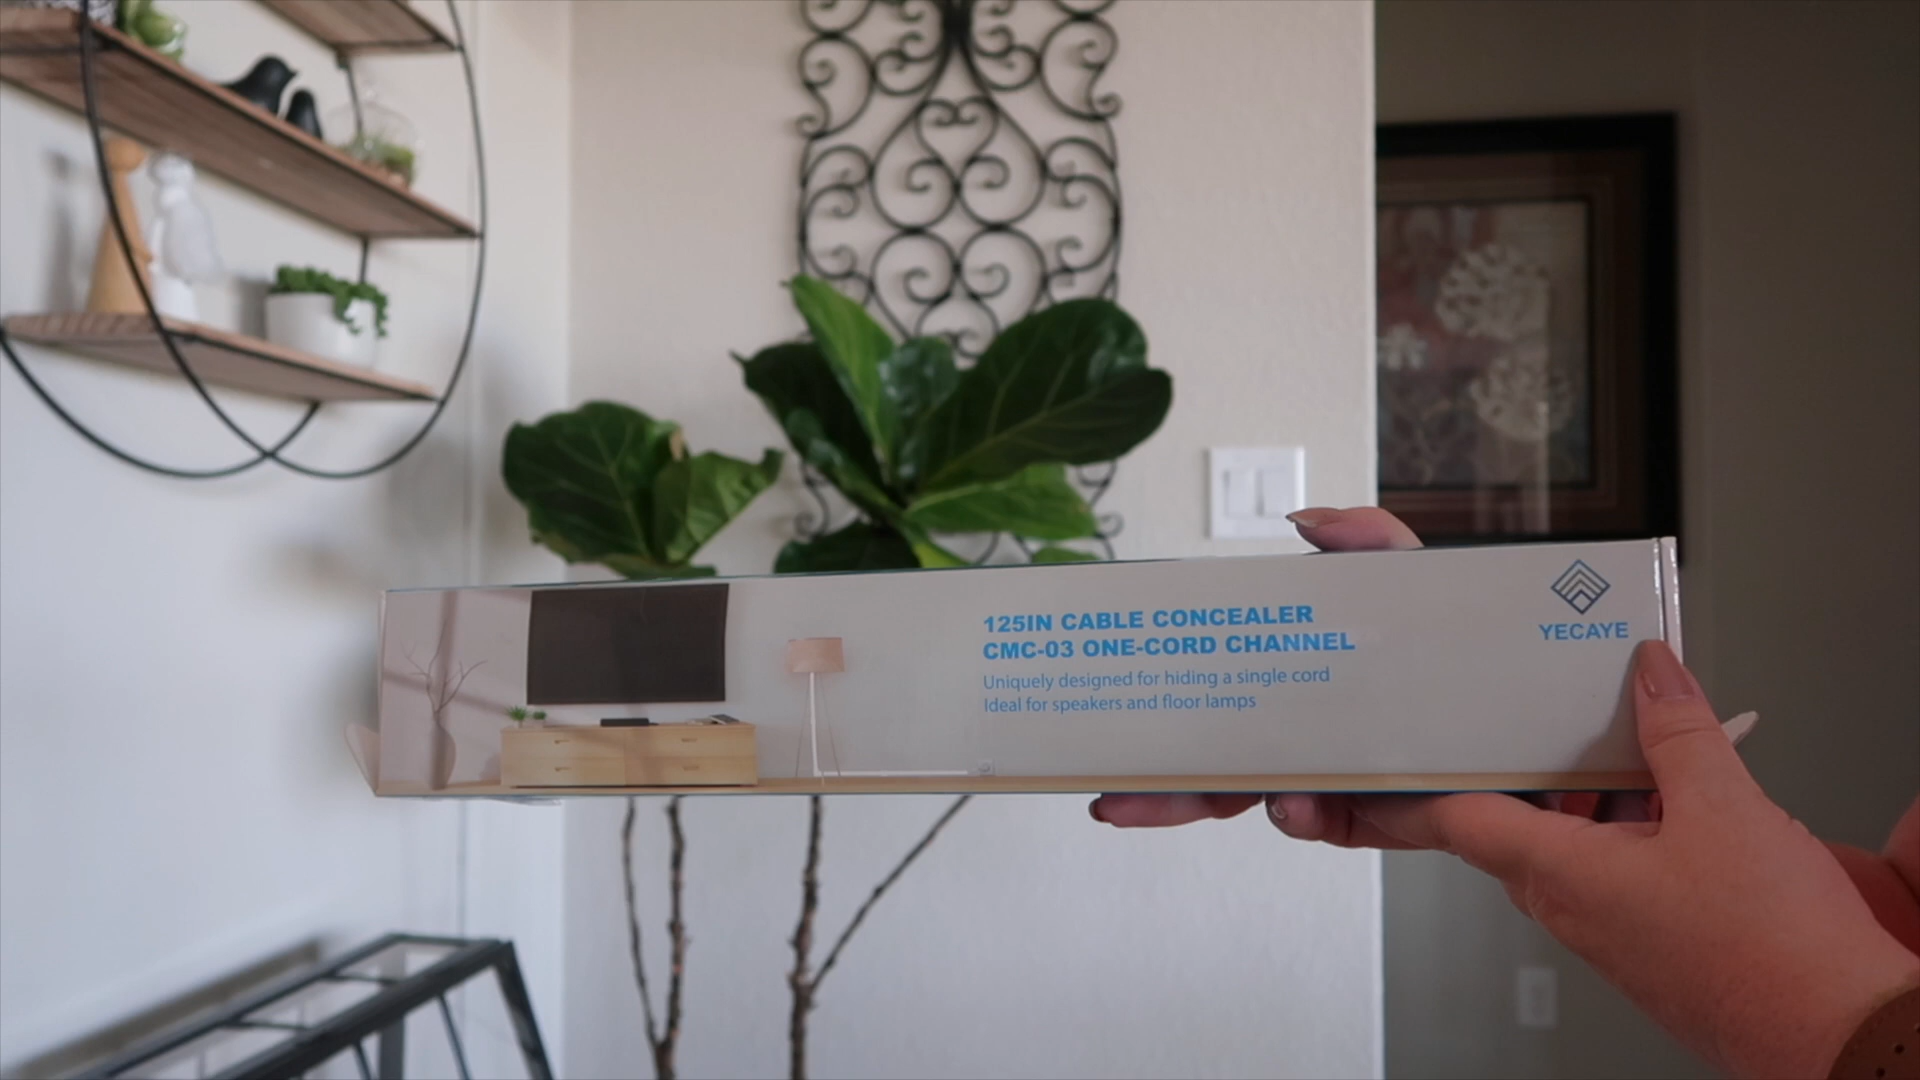 125IN CABLE CONCEALER
CMC-03 ONE-CORD CHANNEL
Uniquely designed for hiding a single cord
Ideal for speakers and floor lamps
YECAYE